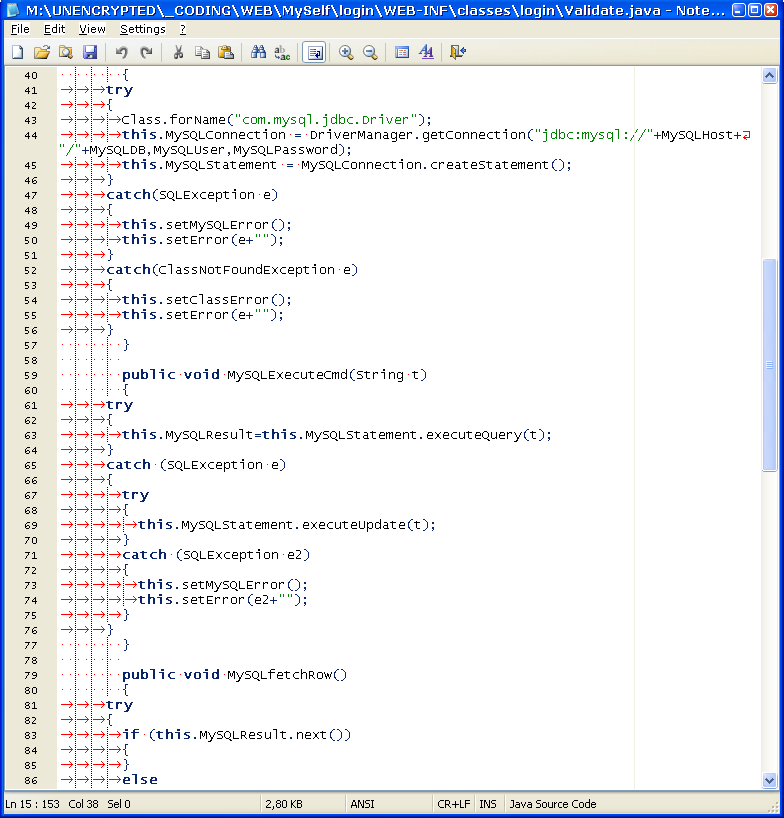 M:\UNENCRYPTED\_CODING\WEB\MySelf\login\WEB-INF\classes\login\Validate.java - Note...
File Edit View Settings ?
40 {
41 try
42 {
43 Class.forName("com.mysql.jdbc.Driver");
44 this.MySQLConnection = DriverManager.getConnection("jdbc:mysql://"+MySQLHost+
"/"+MySQLDB,MySQLUser,MySQLPassword);
45 this.MySQLStatement = MySQLConnection.createStatement();
46 }
47 catch(SQLException e)
48 {
49 this.setMySQLError();
50 this.setError(e+"");
51 }
52 catch(ClassNotFoundException e)
53 {
54 this.setClassError();
55 this.setError(e+"");
56 }
57 }
58
59 public void MySQLExecuteCmd(String t)
60 {
61 try
62 {
63 this.MySQLResult=this.MySQLStatement.executeQuery(t);
64 }
65 catch (SQLException e)
66 {
67 try
68 {
69 this.MySQLStatement.executeUpdate(t);
70 }
71 catch (SQLException e2)
72 {
73 this.setMySQLError();
74 this.setError(e2+"");
75 }
76 }
77 }
78
79 public void MySQLfetchRow()
80 {
81 try
82 {
83 if (this.MySQLResult.next())
84 {
85 }
86 else
Ln 15 : 153 Col 38 Sel 0 2,80 KB ANSI CR+LF INS Java Source Code